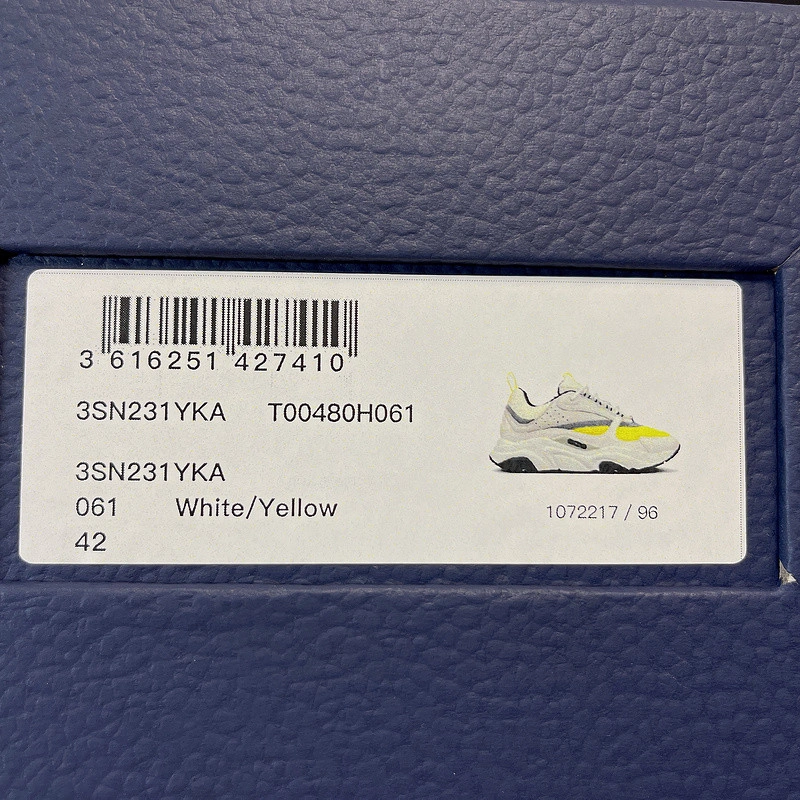 3 616251 427410
3SN231YKA T00480H061
3SN231YKA
061 White/Yellow
42
1072217 / 96